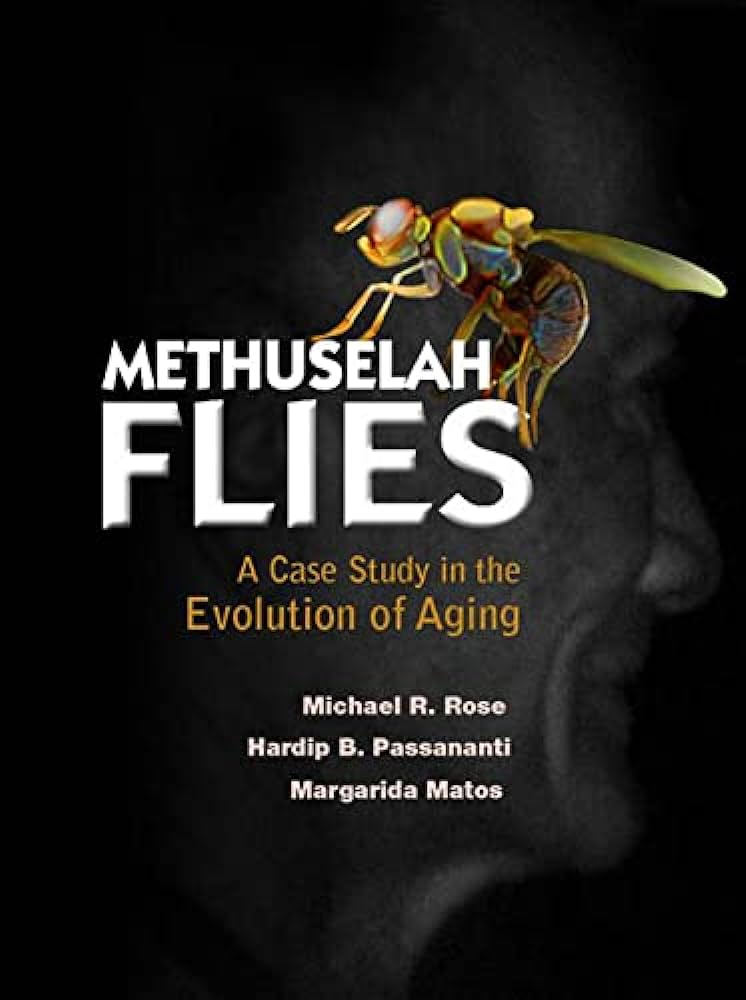 METHUSELAH
FLIES
A Case Study in the
Evolution of Aging
Michael R. Rose
Hardip B. Passananti
Margarida Matos